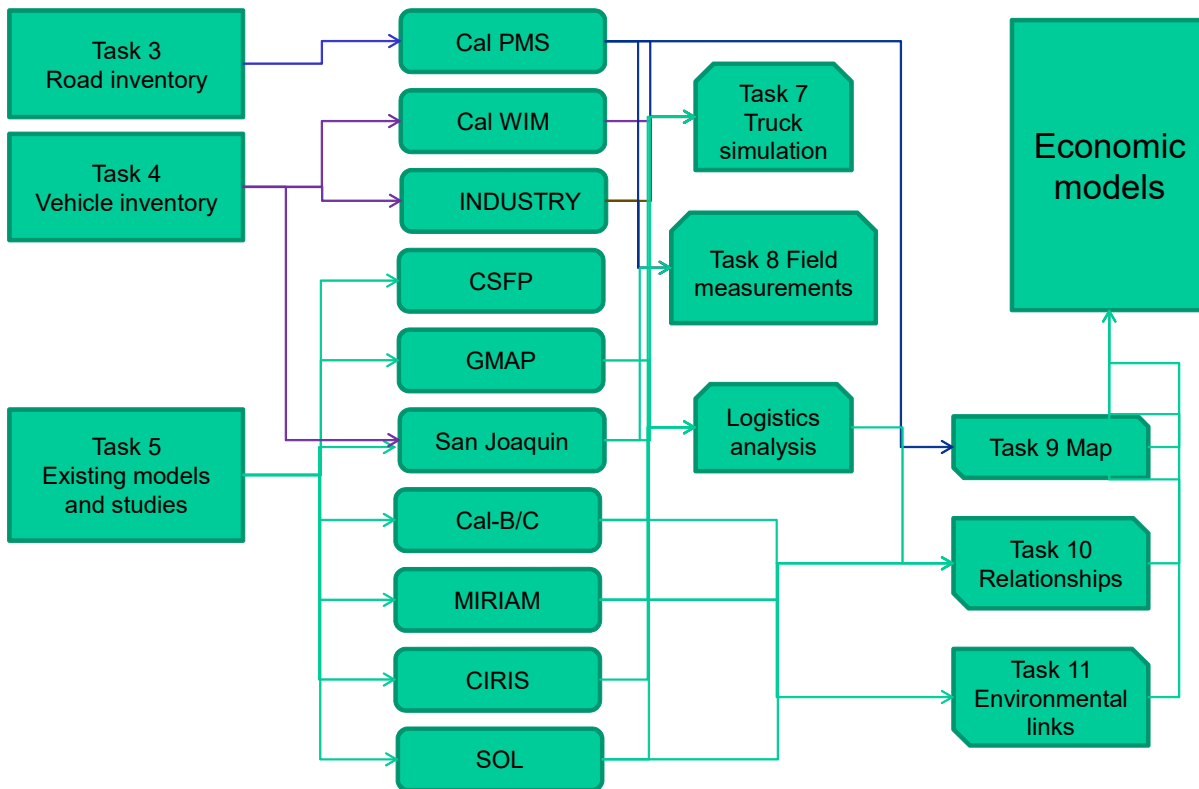 Task 3
Road inventory
Task 4
Vehicle inventory
Task 5
Existing models
and studies
Cal PMS
Cal WIM
INDUSTRY
CSFP
GMAP
San Joaquin
Cal-B/C
MIRIAM
CIRIS
SOL
Task 7
Truck
simulation
Task 8 Field
measurements
Logistics
analysis
Economic
models
Task 9 Map
Task 10
Relationships
Task 11
Environmental
links